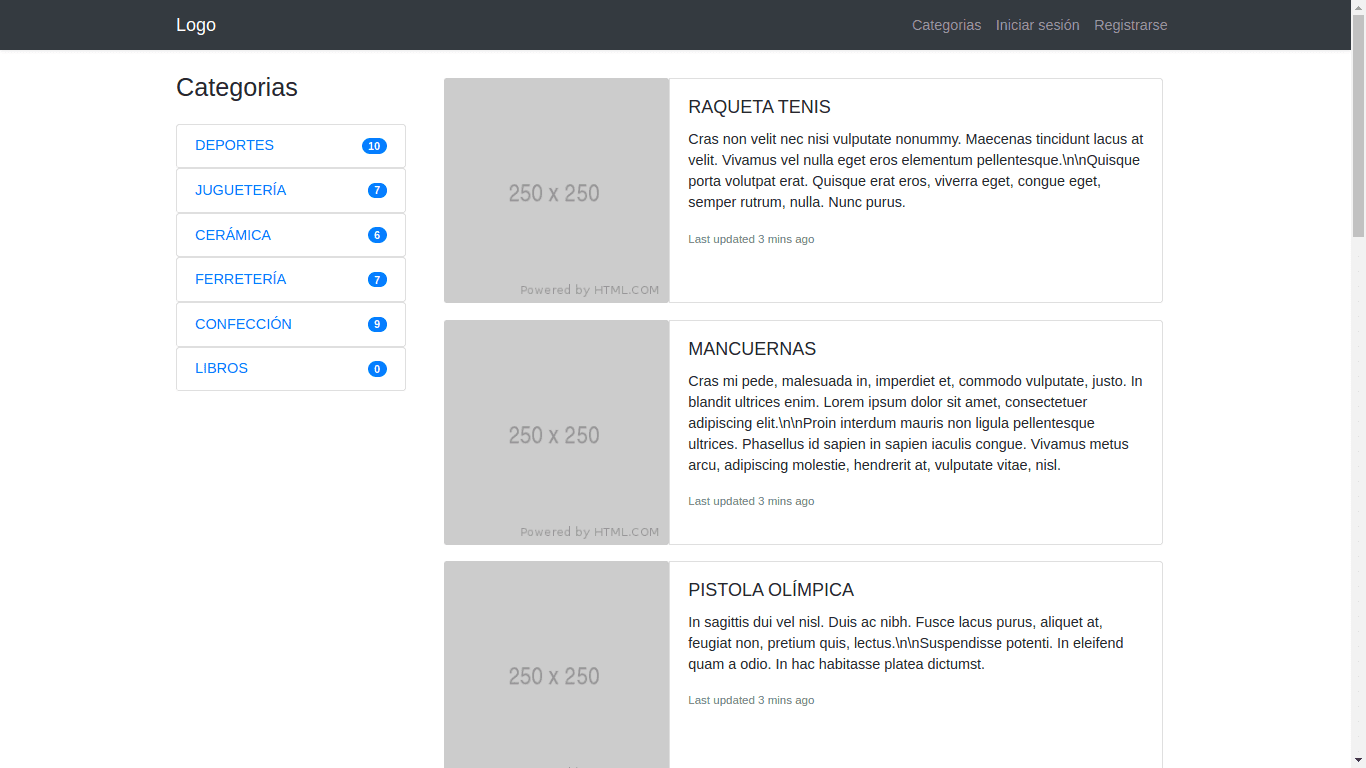 Logo
Categorias Iniciar sesión Registrarse
Categorias
DEPORTES 10
JUGUETERÍA 7
CERÁMICA 6
FERRETERÍA 7
CONFECCIÓN 9
LIBROS 0
250 x 250
Powered by HTML.COM
RAQUETA TENIS
Cras non velit nec nisi vulputate nonummy. Maecenas tincidunt lacus at
velit. Vivamus vel nulla eget eros elementum pellentesque.\n\nQuisque
porta volutpat erat. Quisque erat eros, viverra eget, congue eget,
semper rutrum, nulla. Nunc purus.
Last updated 3 mins ago
250 x 250
Powered by HTML.COM
MANCUERNAS
Cras mi pede, malesuada in, imperdiet et, commodo vulputate, justo. In
blandit ultrices enim. Lorem ipsum dolor sit amet, consectetuer
adipiscing elit.\n\nProin interdum mauris non ligula pellentesque
ultrices. Phasellus id sapien in sapien iaculis congue. Vivamus metus
arcu, adipiscing molestie, hendrerit at, vulputate vitae, nisl.
Last updated 3 mins ago
250 x 250
PISTOLA OLÍMPICA
In sagittis dui vel nisl. Duis ac nibh. Fusce lacus purus, aliquet at,
feugiat non, pretium quis, lectus.\n\nSuspendisse potenti. In eleifend
quam a odio. In hac habitasse platea dictumst.
Last updated 3 mins ago